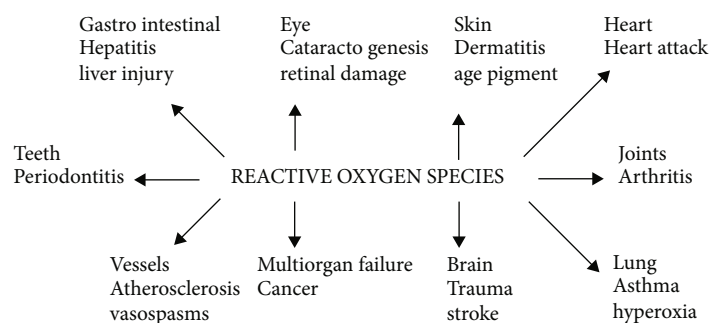 Gastro intestinal
Hepatitis
liver injury
Eye
Cataracto genesis
retinal damage
Skin
Dermatitis
age pigment
Heart
Heart attack
Teeth
Periodontitis
REACTIVE OXYGEN SPECIES
Joints
Arthritis
Vessels
Atherosclerosis
vasospasms
Multiorgan failure
Cancer
Brain
Trauma
stroke
Lung
Asthma
hyperoxia